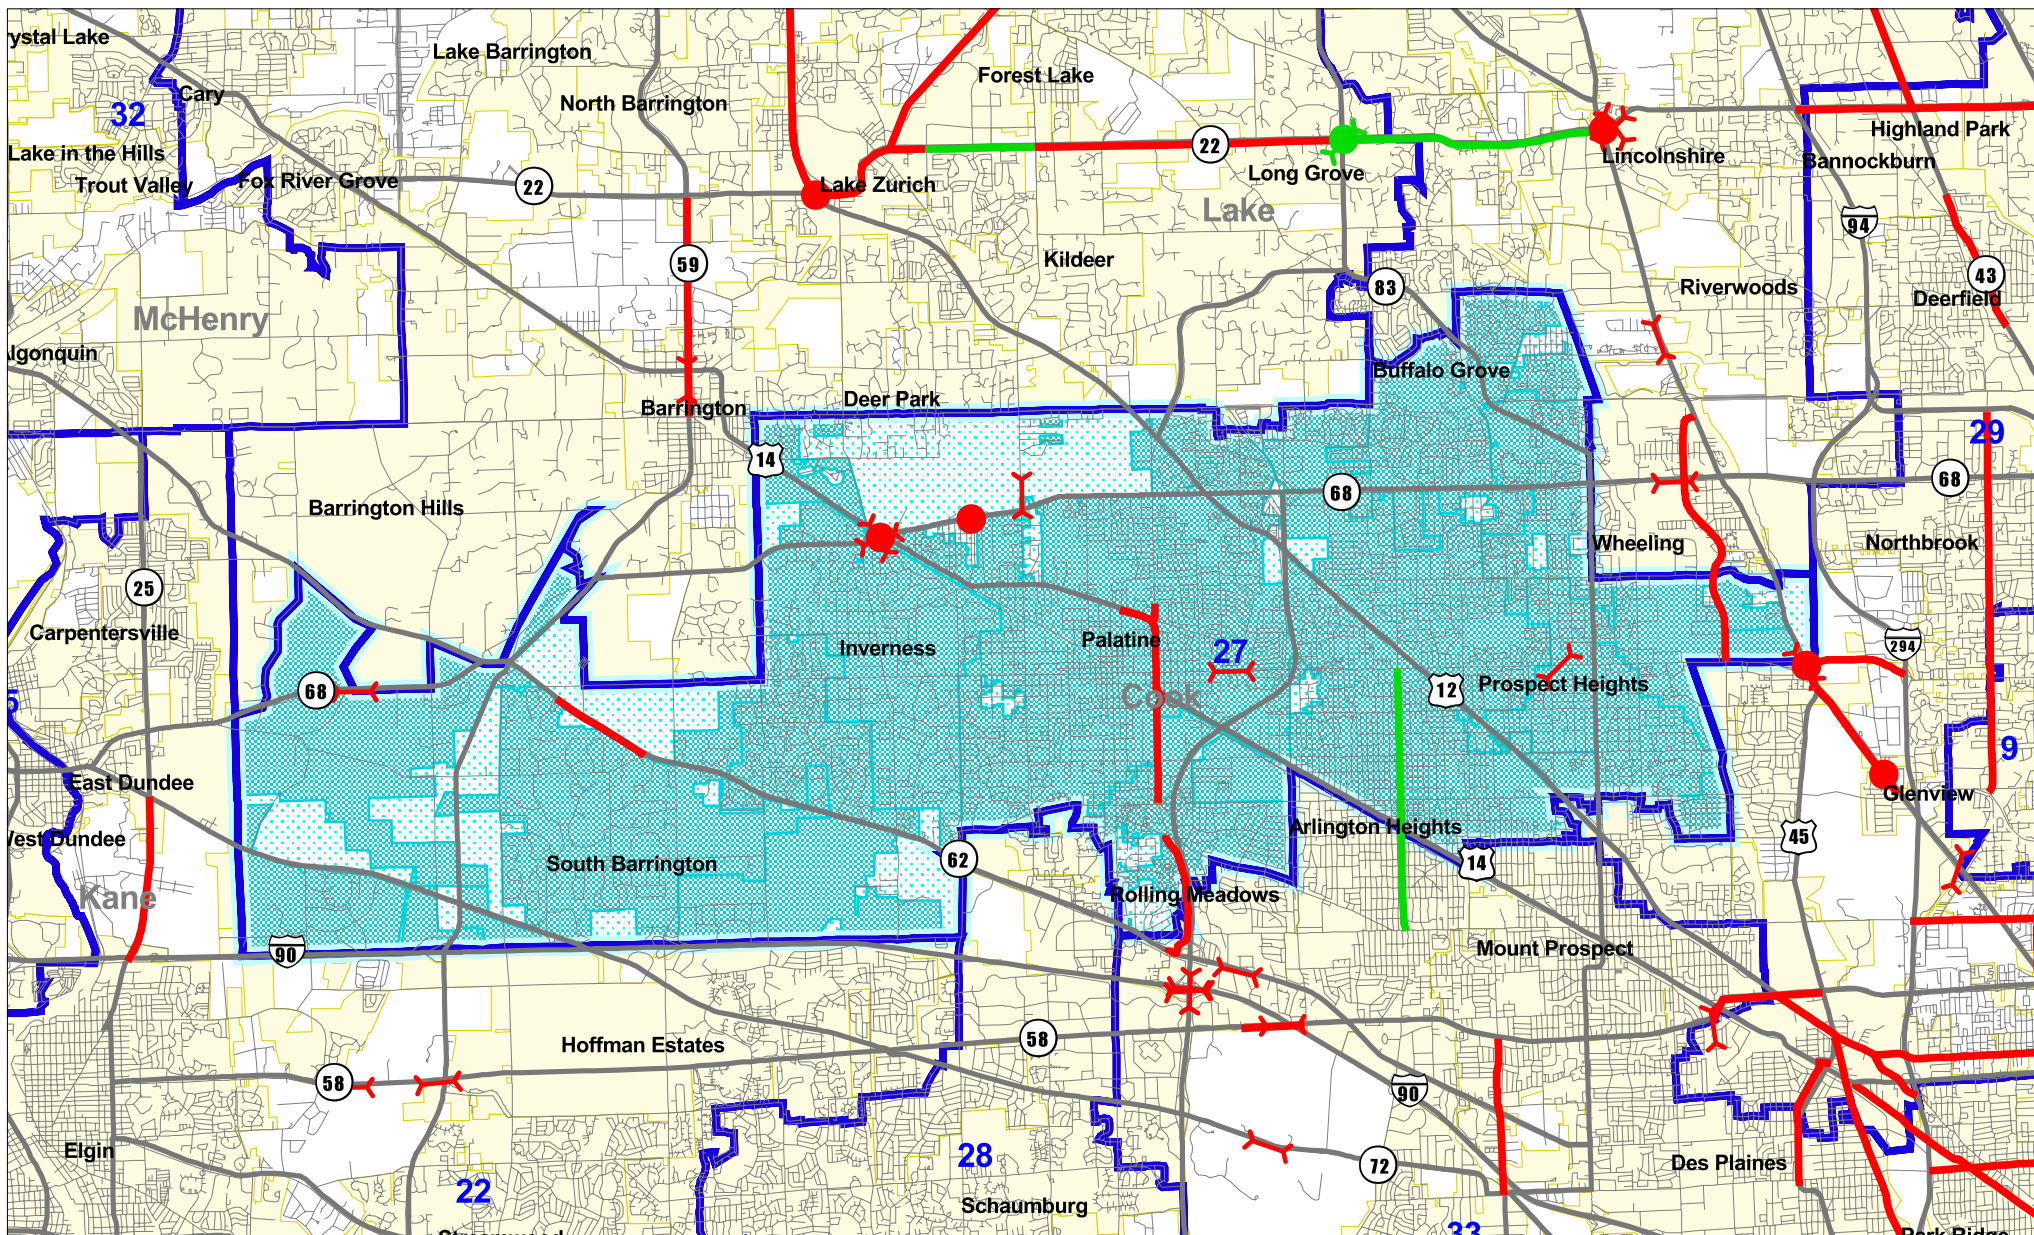 ystal Lake
Lake Barrington
Forest Lake
Cary
North Barrington
32
Highland Park
22
Lake in the Hills
Lincolnshire
Bannockburn
Trout Valley
Fox River Grove
22
Lake Zurich
Long Grove
Lake
94
59
Kildeer
43
83
Riverwoods
Deerfield
McHenry
lgonquin
Buffalo Grove
Barrington
Deer Park
29
14
68
68
Barrington Hills
Wheeling
Northbrook
25
Carpentersville
Inverness
Palatine
27
294
68
Cook
12
Prospect Heights
5
9
East Dundee
Glenview
West Dundee
Arlington Heights
45
South Barrington
62
14
Kane
Rolling Meadows
90
Mount Prospect
Hoffman Estates
58
58
90
Elgin
28
72
Des Plaines
22
Schaumburg
33
Park Ridge